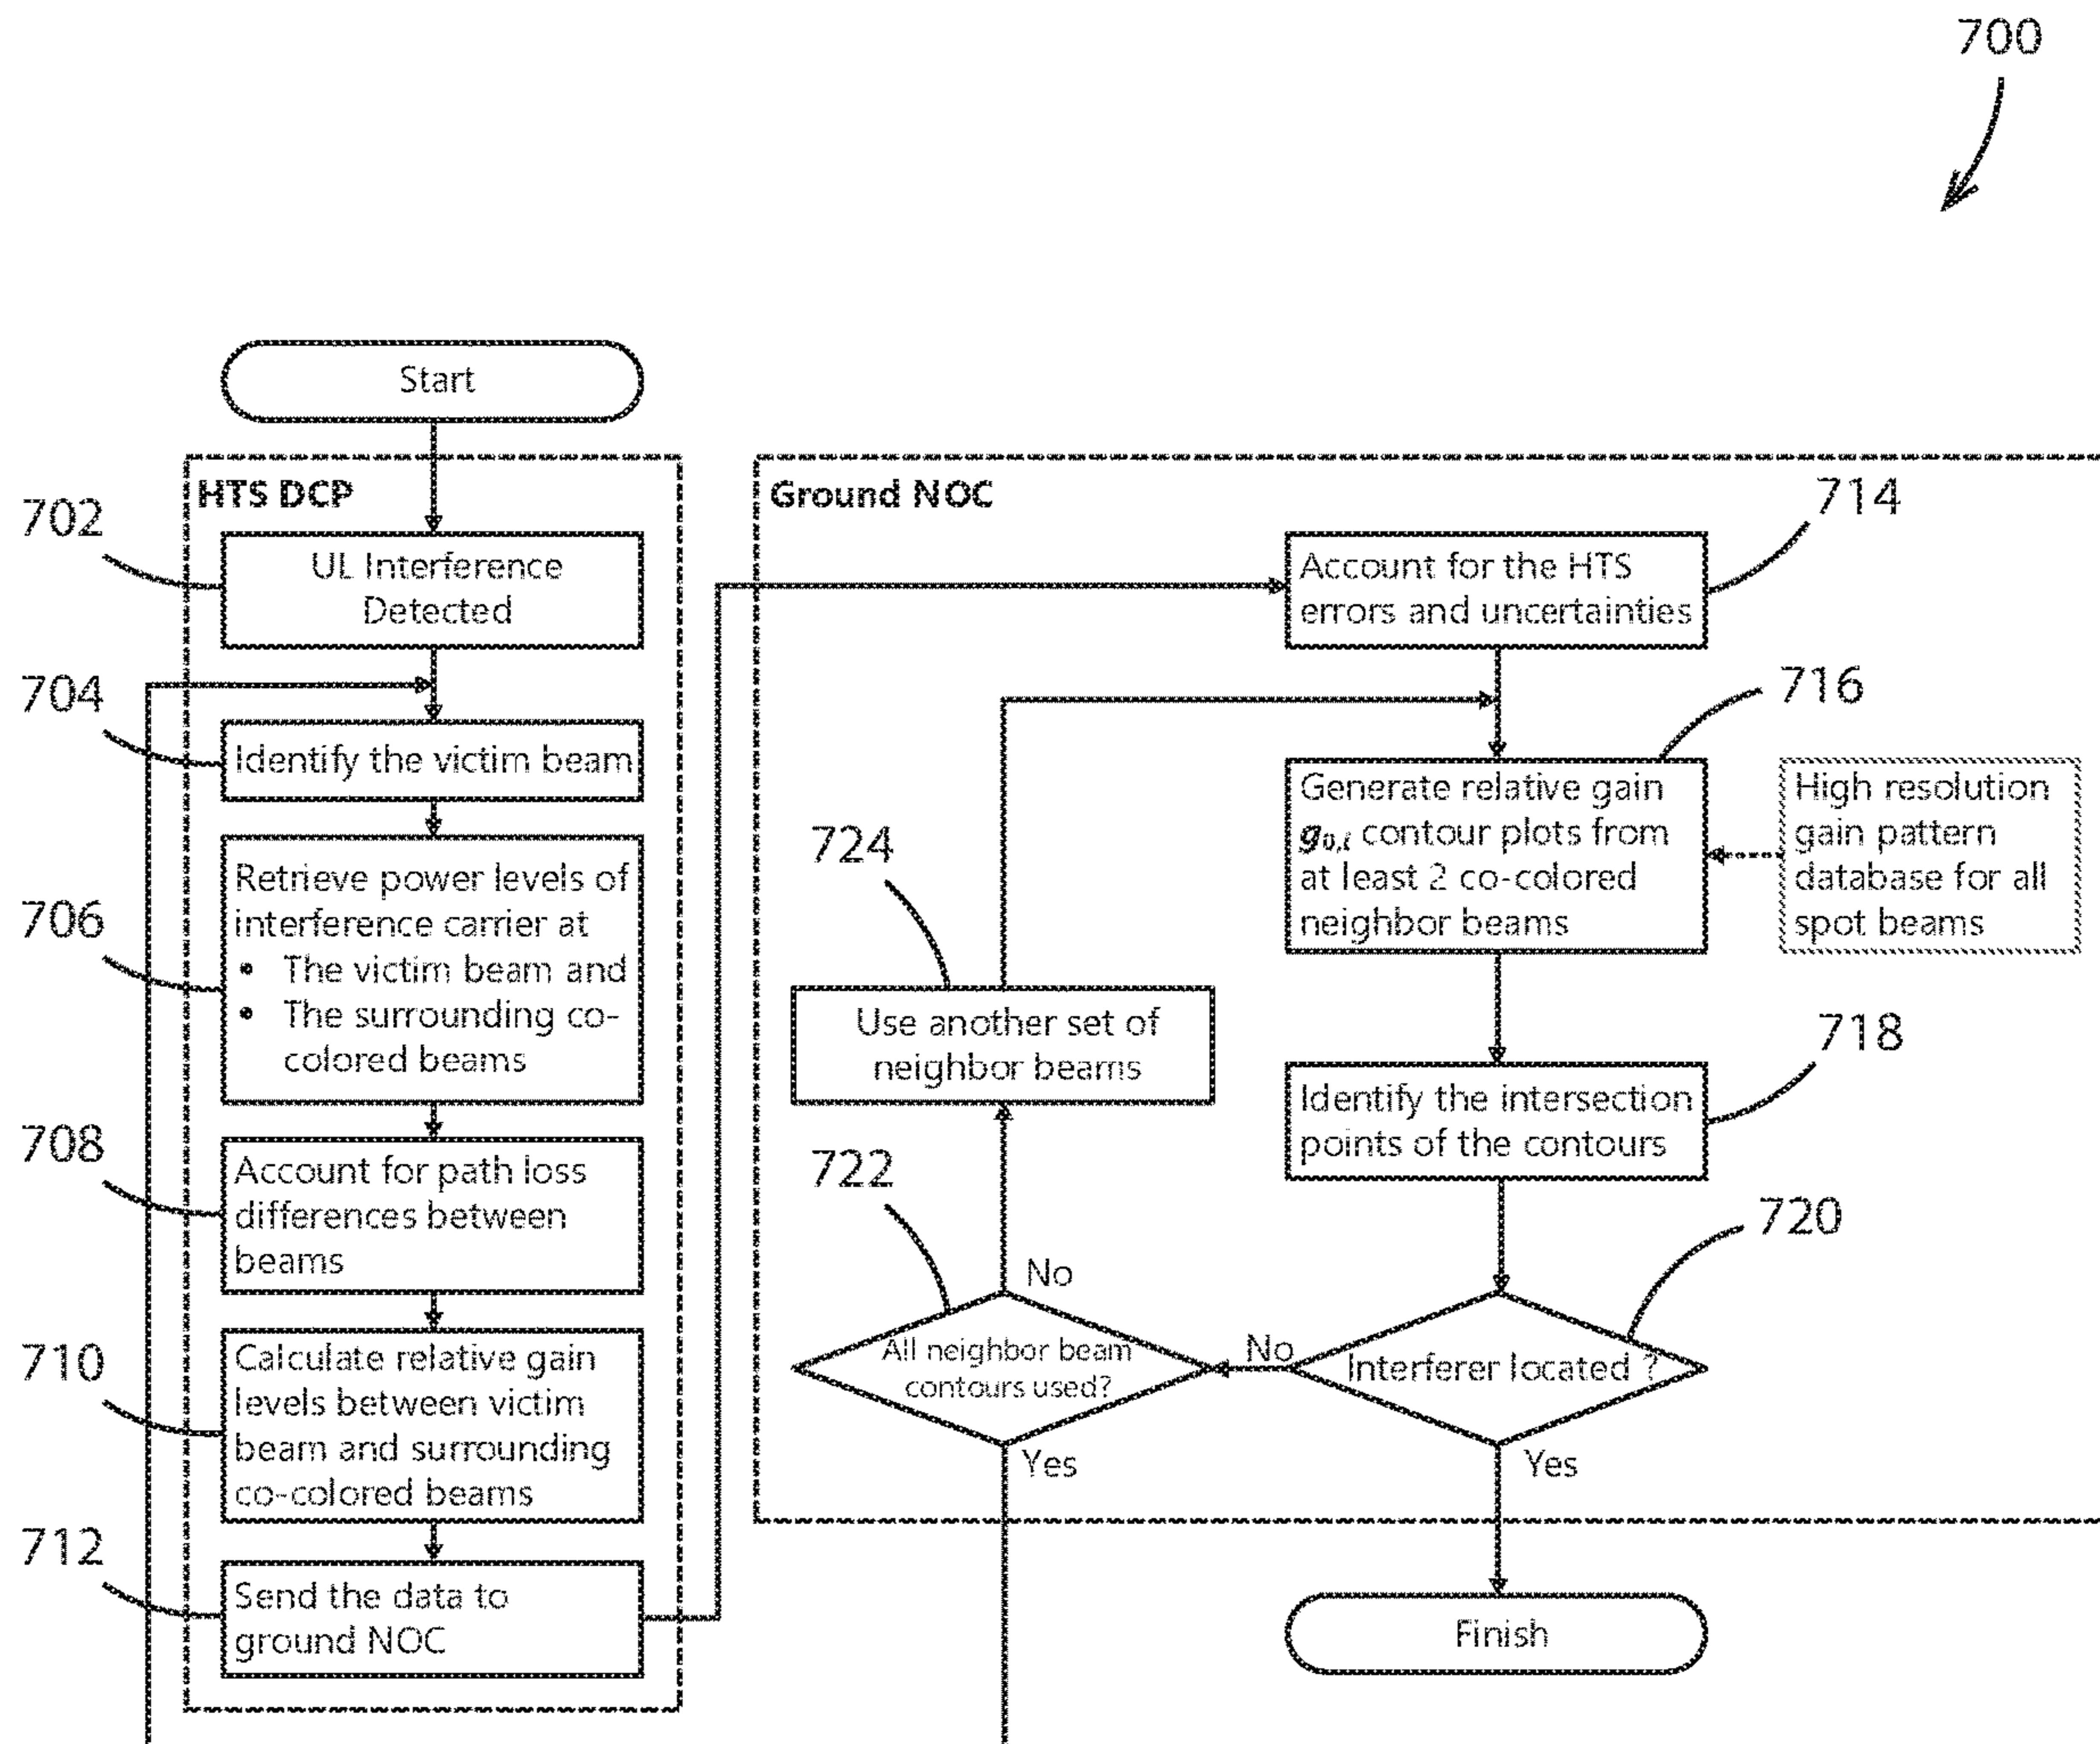 700
Start
HTS DCP
702
UL Interference
Detected
704
Identify the victim beam
706
Retrieve power levels of
interference carrier at
• The victim beam and
• The surrounding co-
colored beams
708
Account for path loss
differences between
beams
710
Calculate relative gain
levels between victim
beam and surrounding
co-colored beams
712
Send the data to
ground NOC
Ground NOC
714
Account for the HTS
errors and uncertainties
716
Generate relative gain
g0,i contour plots from
at least 2 co-colored
neighbor beams
High resolution
gain pattern
database for all
spot beams
724
Use another set of
neighbor beams
718
Identify the intersection
points of the contours
722
All neighbor beam
contours used?
No
Yes
720
Interferer located ?
No
Yes
Finish